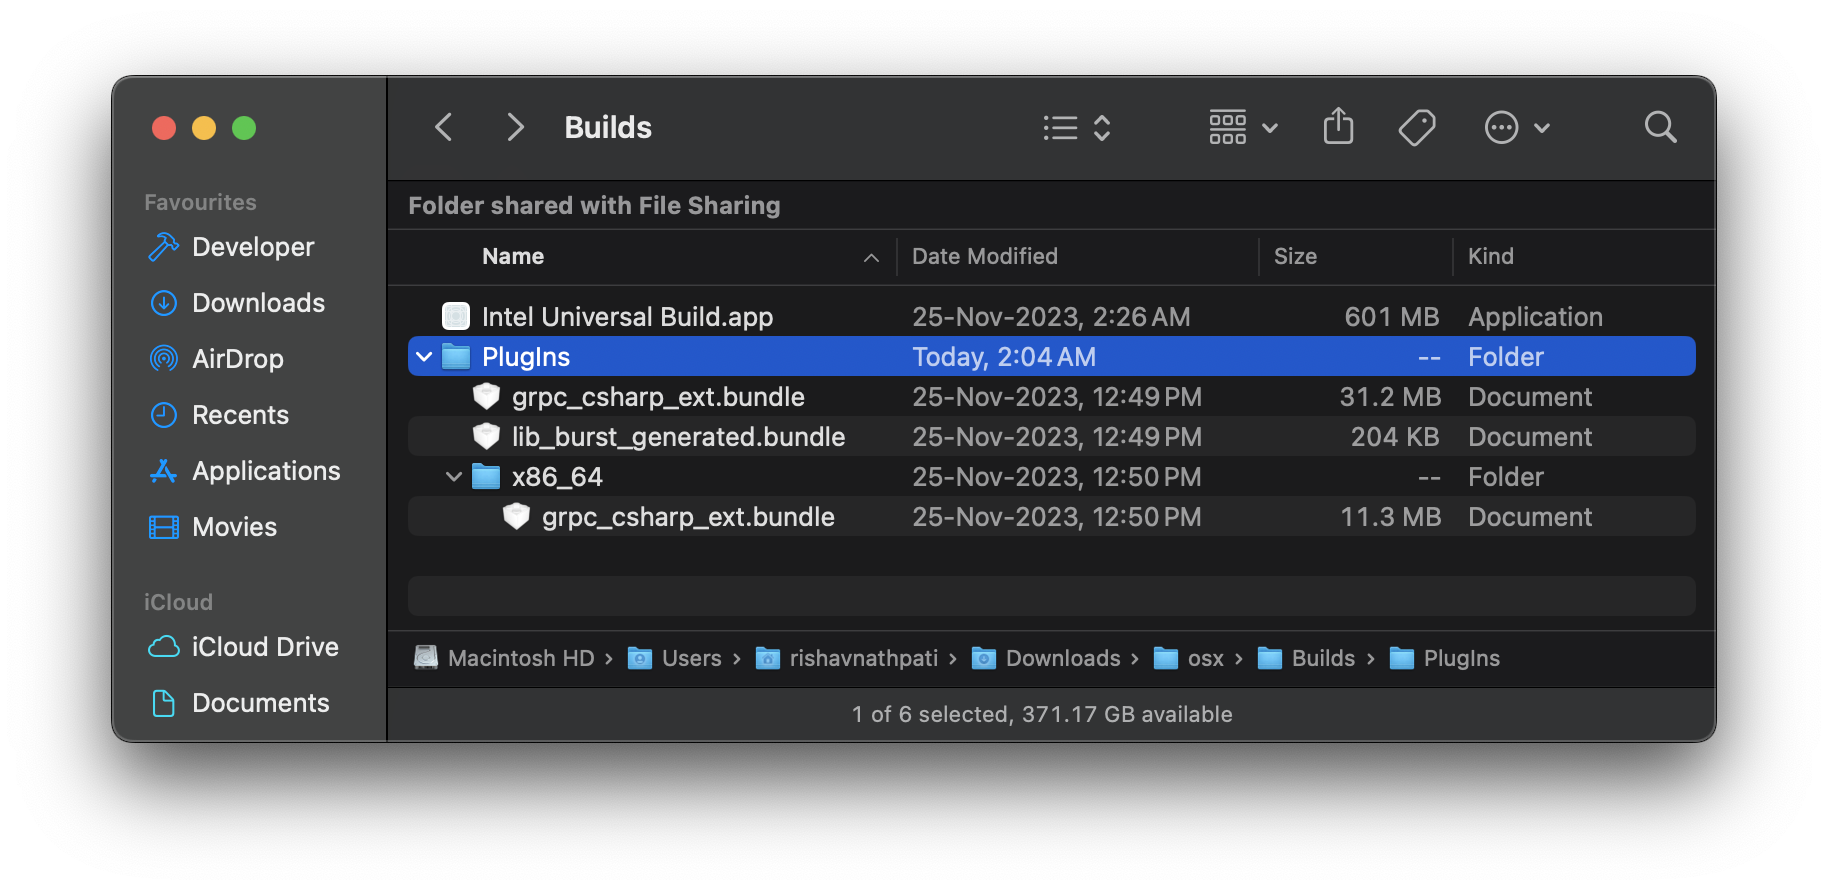 Builds
Favourites
Developer
Downloads
AirDrop
Recents
Applications
Movies
iCloud
iCloud Drive
Documents
Folder shared with File Sharing
Name Date Modified Size Kind
Intel Universal Build.app 25-Nov-2023, 2:26 AM 601 MB Application
PlugIns Today, 2:04 AM -- Folder
grpc_csharp_ext.bundle 25-Nov-2023, 12:49 PM 31.2 MB Document
lib_burst_generated.bundle 25-Nov-2023, 12:49 PM 204 KB Document
x86_64 25-Nov-2023, 12:50 PM -- Folder
grpc_csharp_ext.bundle 25-Nov-2023, 12:50 PM 11.3 MB Document
Macintosh HD › Users › rishavnathpati › Downloads › osx › Builds › PlugIns
1 of 6 selected, 371.17 GB available